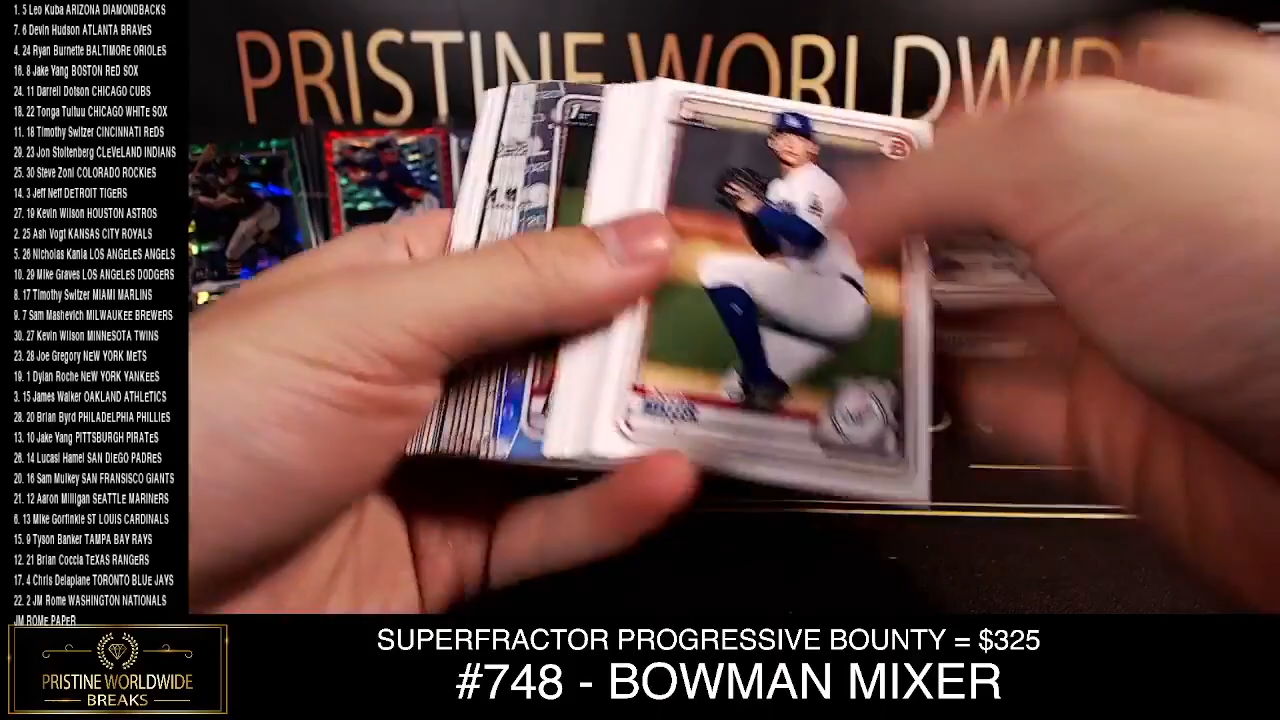 1. 5 Leo Kuba ARIZONA DIAMONDBACKS
7. 6 Devin Hudson ATLANTA BRAVeS
4. 24 Ryan Burnette BALTIMORE ORIOLES
16. 8 Jake Yang BOSTON RED SOX
24. 11 Darrell Dotson CHICAGO CUBS
18. 22 Tonga Tuituu CHICAGO WHITe SOX
11. 18 Timothy Switzer CINCINNATI ReDS
29. 23 Jon Stoltenberg CLeVeLAND INDIANS
25. 30 Steve Zoni COLORADO ROCKIES
14. 3 Jeff Neff DETROIT TIGERS
27. 19 Kevin Wilson HOUSTON ASTROS
2. 25 Ash Vogt KANSAS CITY ROYALS
5. 26 Nicholas Kania LOS ANGELES ANGELS
10. 29 Mike Graves LOS ANGELES DODGERS
8. 17 Timothy Switzer MIAMI MARLINS
9. 7 Sam Mashevich MILWAUKEE BREWERS
30. 27 Kevin Wilson MINNeSOTA TWINS
23. 28 Joe Gregory NEW YORK METS
19. 1 Dylan Roche NeW YORK YANKeeS
3. 15 James Walker OAKLAND ATHLETICS
28. 20 Brian Byrd PHILADELPHIA PHILLIES
13. 10 Jake Yang PITTSBURGH PIRATeS
26. 14 Lucasl Hamel SAN DIEGO PADRES
20. 16 Sam Mulkey SAN FRANSISCO GIANTS
21. 12 Aaron Milligan SEATTLE MARINERS
6. 13 Mike Gorfinkle ST LOUIS CARDINALS
15. 9 Tyson Banker TAMPA BAY RAYS
12. 21 Brian Coccia TeXAS RANGERS
17. 4 Chris Delaplane TORONTO BLUe JAYS
22. 2 JM Rome WASHINGTON NATIONALS
JM ROMe PAPeR
PRISTINE WORLDWIDE
PRISTINE WORLDWIDE
BREAKS
SUPERFRACTOR PROGRESSIVE BOUNTY = $325
#748 - BOWMAN MIXER